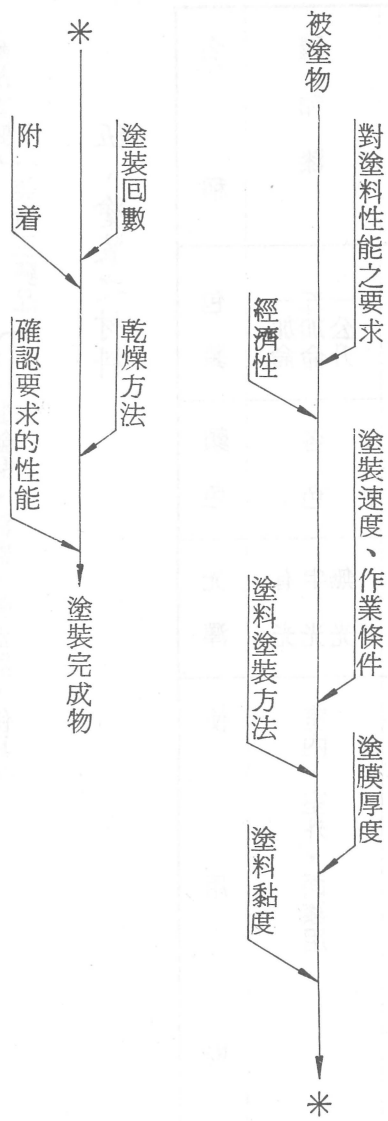 被塗物
對塗料性能之要求
經濟性
塗裝速度、作業條件
塗料塗裝方法
塗膜厚度
塗料黏度
＊
＊
塗裝回數
附着
乾燥方法
確認要求的性能
塗裝完成物